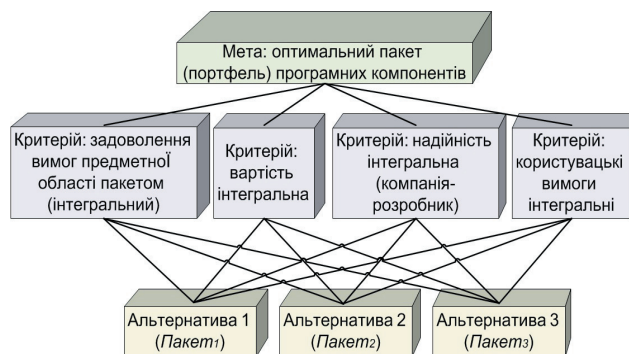 Мета: оптимальний пакет
(портфель) програмних компонентів
Критерій: задоволення
вимог предметної
області пакетом
(інтегральний)
Критерій:
вартість
інтегральна
Критерій: надійність
інтегральна
(компанія-
розробник)
Критерій:
користувацькі
вимоги
інтегральні
Альтернатива 1
(Пакет1)
Альтернатива 2
(Пакет2)
Альтернатива 3
(Пакет3)